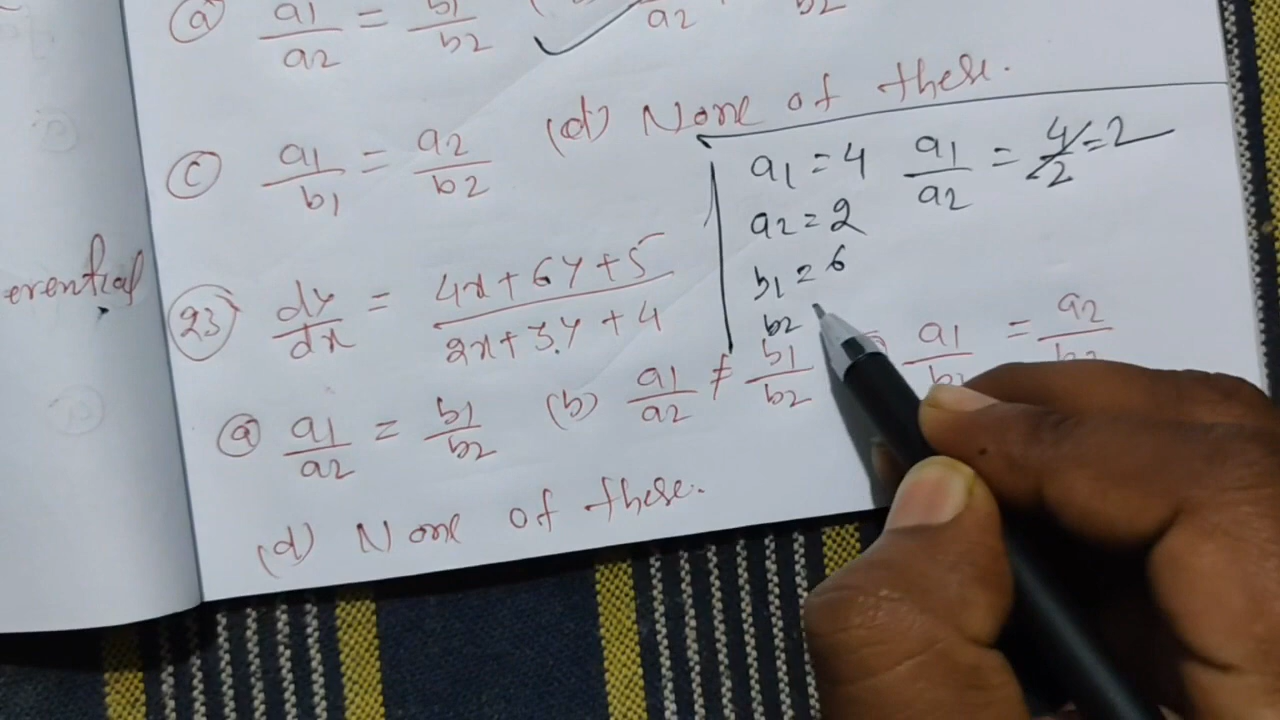 (a) a1/a2 = b1/b2 a2 b2
(c) a1/b1 = a2/b2 (d) None of these.
a1 = 4 a1/a2 = 4/2 = 2
a2 = 2
b1 = 6
b2
erential
(23) dy/dx = 4x + 6y + 5 / 2x + 3y + 4
(a) a1/a2 = b1/b2 (b) a1/a2 ≠ b1/b2 a1 = a2
(d) None of these.